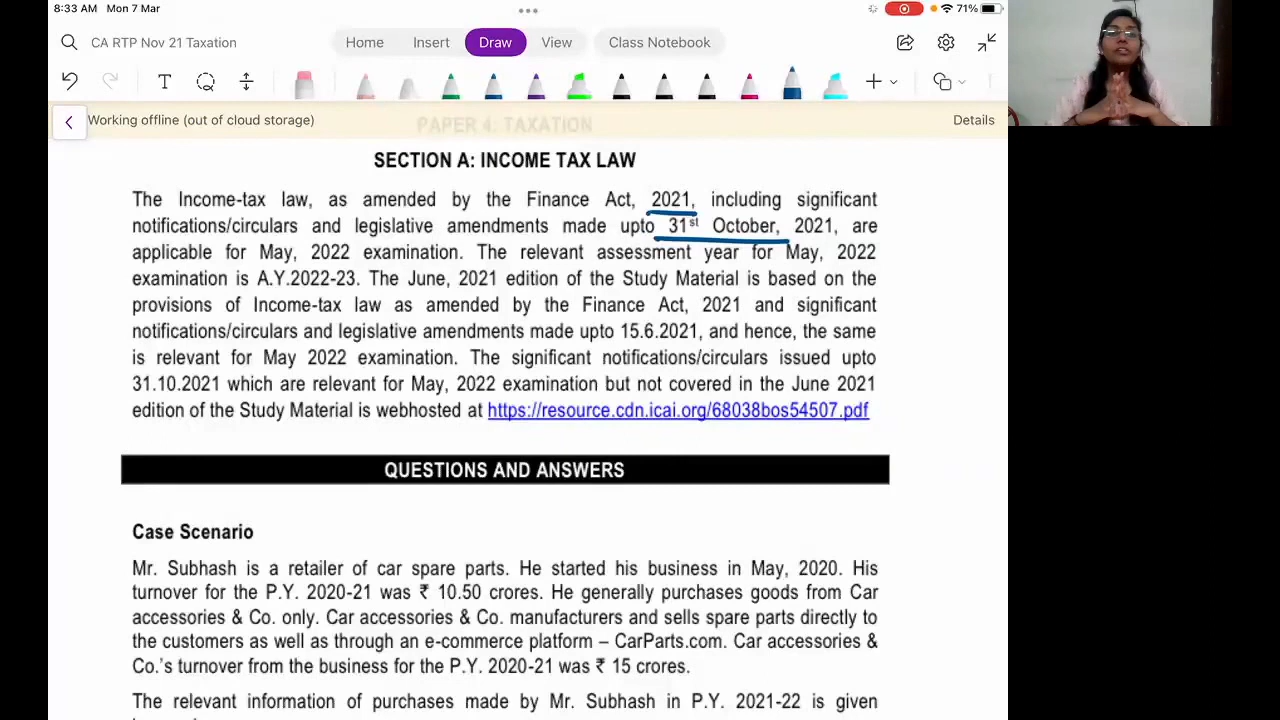 8:33 AM Mon 7 Mar
71%
CA RTP Nov 21 Taxation
Home Insert Draw View Class Notebook
T
Working offline (out of cloud storage)
PAPER 4: TAXATION
Details
SECTION A: INCOME TAX LAW
The Income-tax law, as amended by the Finance Act, 2021, including significant
notifications/circulars and legislative amendments made upto 31st October, 2021, are
applicable for May, 2022 examination. The relevant assessment year for May, 2022
examination is A.Y.2022-23. The June, 2021 edition of the Study Material is based on the
provisions of Income-tax law as amended by the Finance Act, 2021 and significant
notifications/circulars and legislative amendments made upto 15.6.2021, and hence, the same
is relevant for May 2022 examination. The significant notifications/circulars issued upto
31.10.2021 which are relevant for May, 2022 examination but not covered in the June 2021
edition of the Study Material is webhosted at https://resource.cdn.icai.org/68038bos54507.pdf
QUESTIONS AND ANSWERS
Case Scenario
Mr. Subhash is a retailer of car spare parts. He started his business in May, 2020. His
turnover for the P.Y. 2020-21 was ₹ 10.50 crores. He generally purchases goods from Car
accessories & Co. only. Car accessories & Co. manufacturers and sells spare parts directly to
the customers as well as through an e-commerce platform – CarParts.com. Car accessories &
Co.'s turnover from the business for the P.Y. 2020-21 was ₹ 15 crores.
The relevant information of purchases made by Mr. Subhash in P.Y. 2021-22 is given